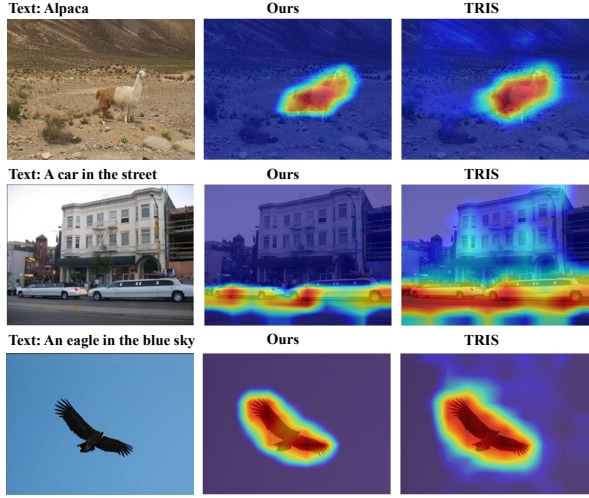 Text: Alpaca Ours TRIS
Text: A car in the street Ours TRIS
Text: An eagle in the blue sky Ours TRIS